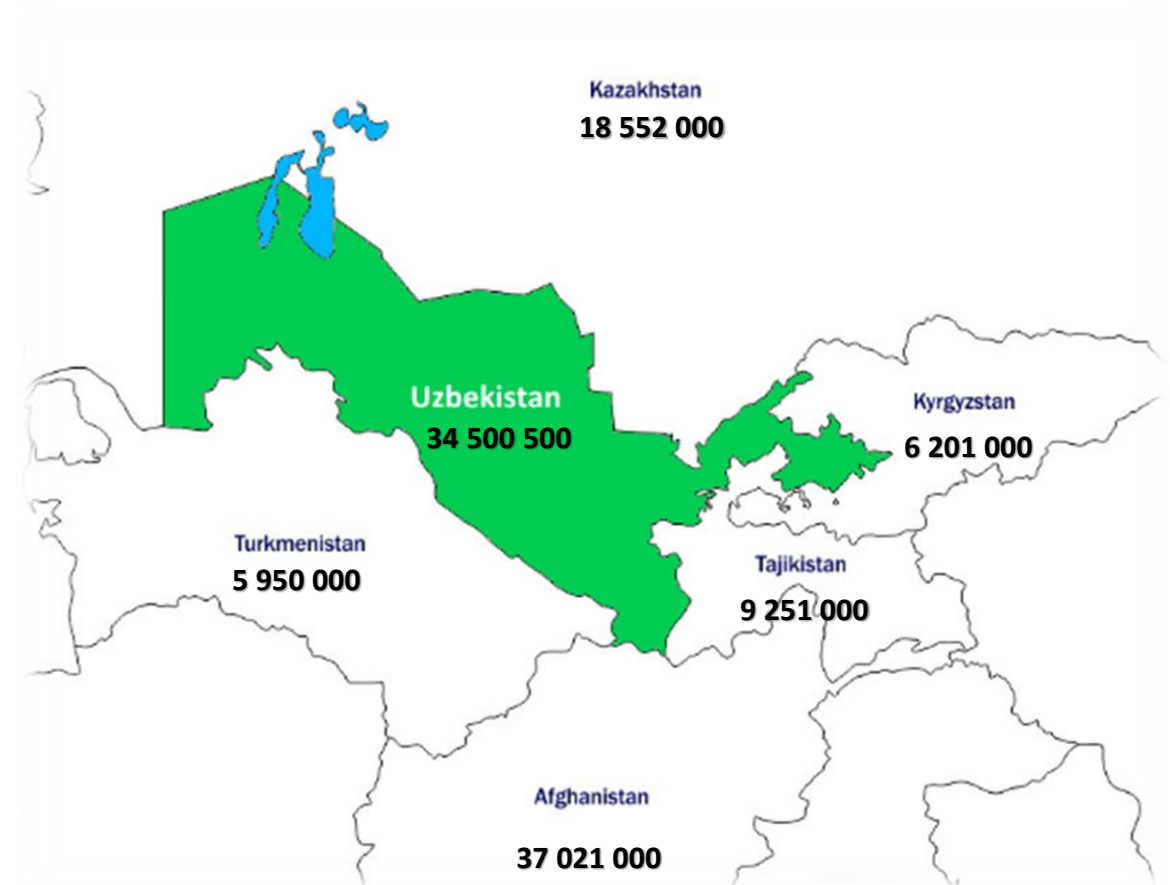 Kazakhstan
18 552 000
Uzbekistan
34 500 500
Kyrgyzstan
6 201 000
Turkmenistan
5 950 000
Tajikistan
9 251 000
Afghanistan
37 021 000